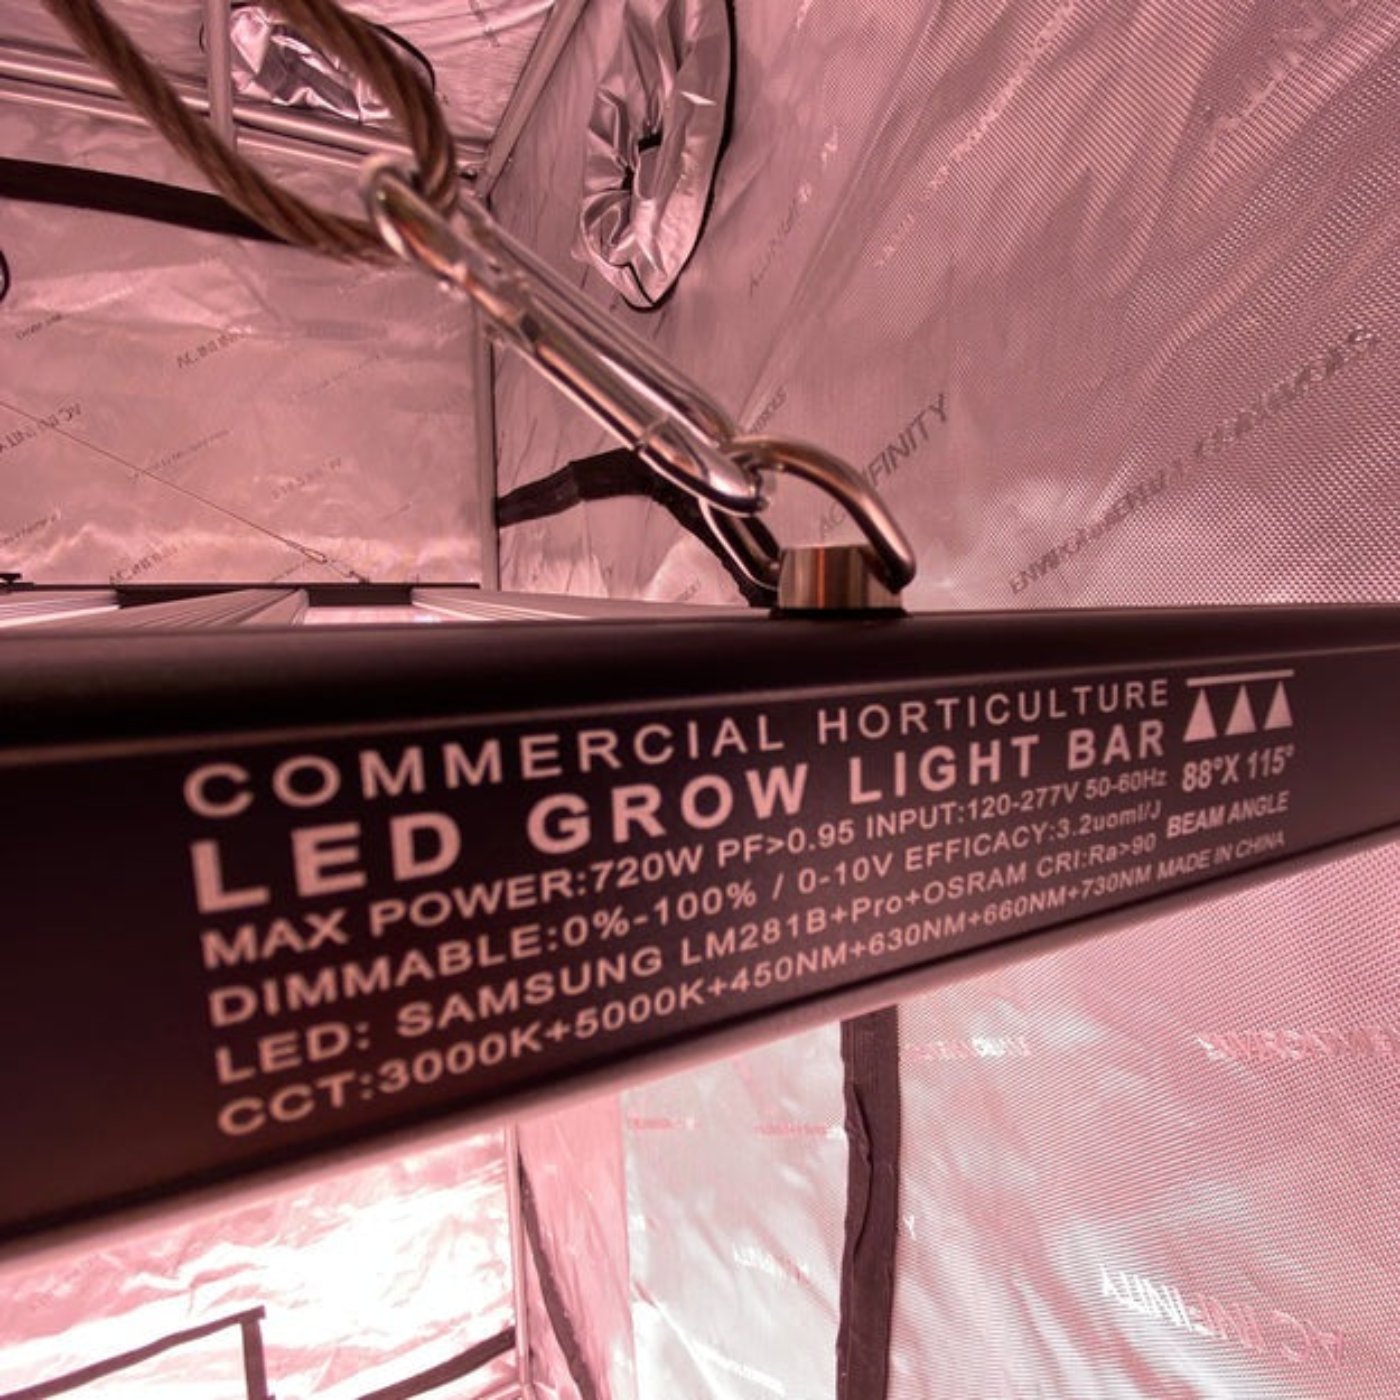 AC INFINITY
COMMERCIAL HORTICULTURE
LED GROW LIGHT BAR
MAX POWER:720W PF>0.95 INPUT:120-277V 50-60Hz
88°X 115°
DIMMABLE:0%-100% / 0-10V EFFICACY:3.2uoml/J
BEAM ANGLE
LED: SAMSUNG LM281B+Pro+OSRAM CRI:Ra>90
CCT:3000K+5000K+450NM+630NM+660NM+730NM MADE IN CHINA